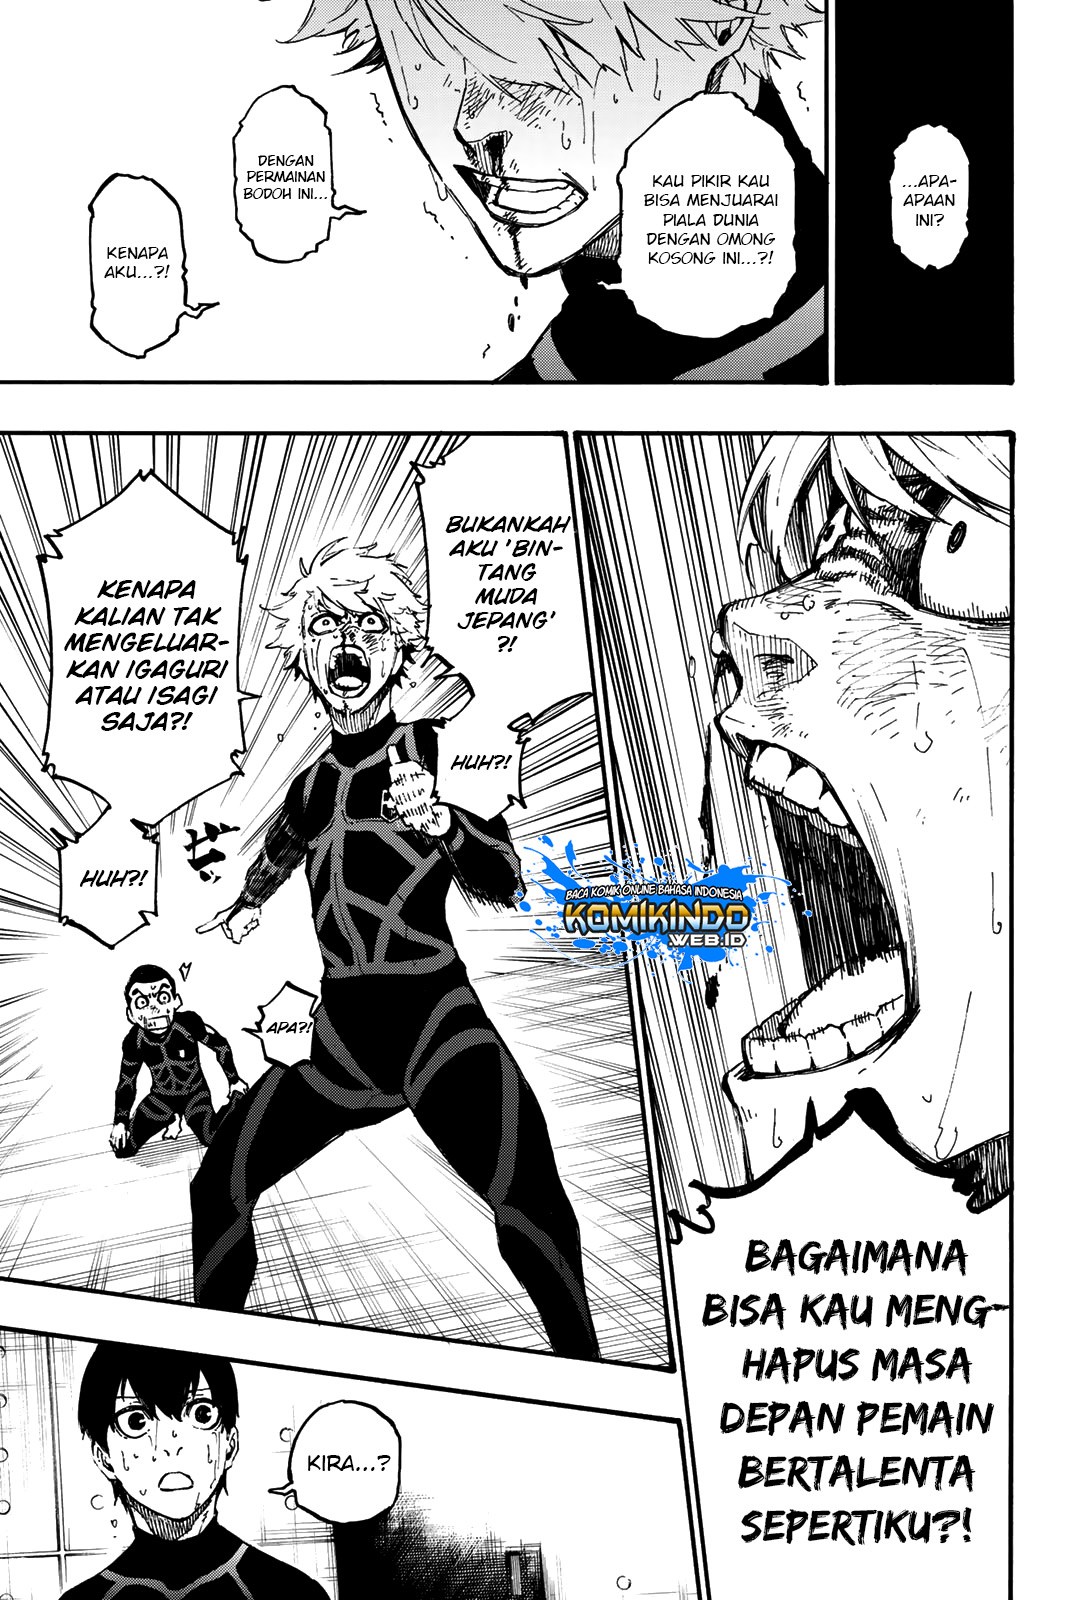 ...APA-
APAAN
INI?
KAU PIKIR KAU
BISA MENJUARAI
PIALA DUNIA
DENGAN OMONG
KOSONG INI...?!
DENGAN
PERMAINAN
BODOH INI...
KENAPA
AKU...?!
BAGAIMANA
BISA KAU MENG-
HAPUS MASA
DEPAN PEMAIN
BERTALENTA
SEPERTIKU?!
BUKANKAH
AKU 'BIN-
TANG
MUDA
JEPANG'
?!
HUH?!
KENAPA
KALIAN TAK
MENGELUAR-
KAN IGAGURI
ATAU ISAGI
SAJA?!
HUH?!
APA?!
BACA KOMIK ONLINE BAHASA INDONESIA
KOMIKINDO
WEB.ID
KIRA...?